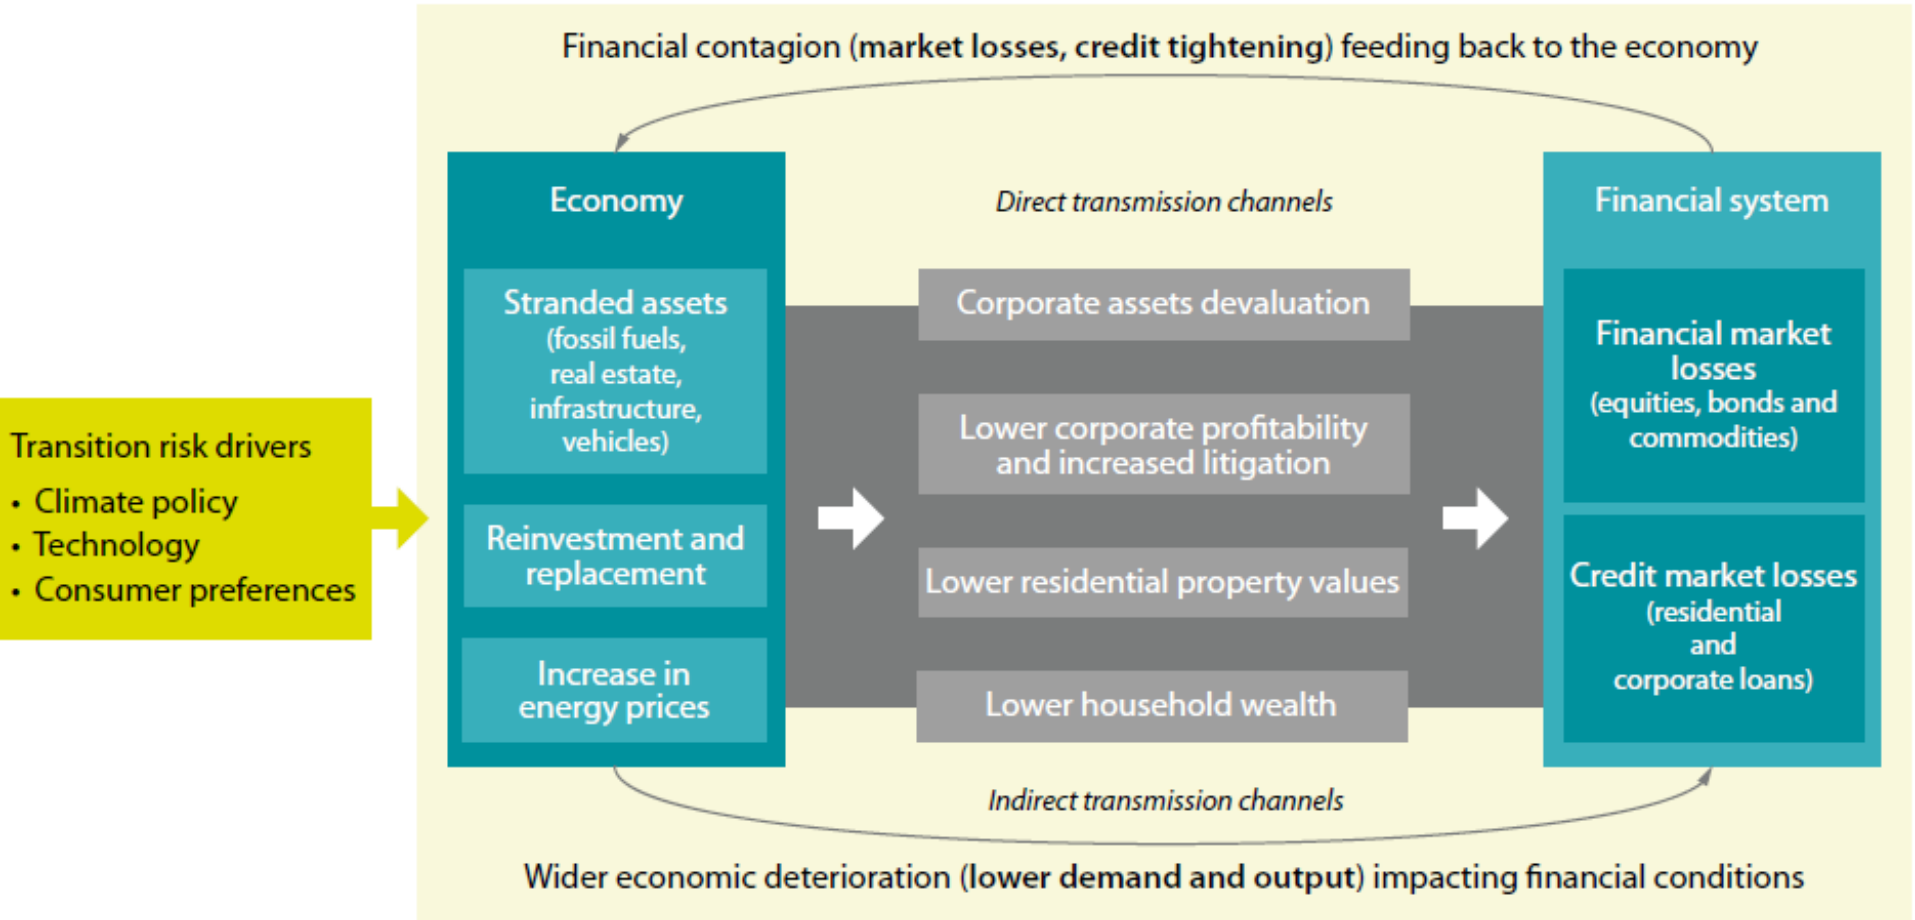 Financial contagion (market losses, credit tightening) feeding back to the economy
Economy
Direct transmission channels
Financial system
Stranded assets
(fossil fuels,
real estate,
infrastructure,
vehicles)
Reinvestment and
replacement
Increase in
energy prices
Corporate assets devaluation
Lower corporate profitability
and increased litigation
Lower residential property values
Lower household wealth
Financial market
losses
(equities, bonds and
commodities)
Credit market losses
(residential
and
corporate loans)
Transition risk drivers
• Climate policy
• Technology
• Consumer preferences
Indirect transmission channels
Wider economic deterioration (lower demand and output) impacting financial conditions